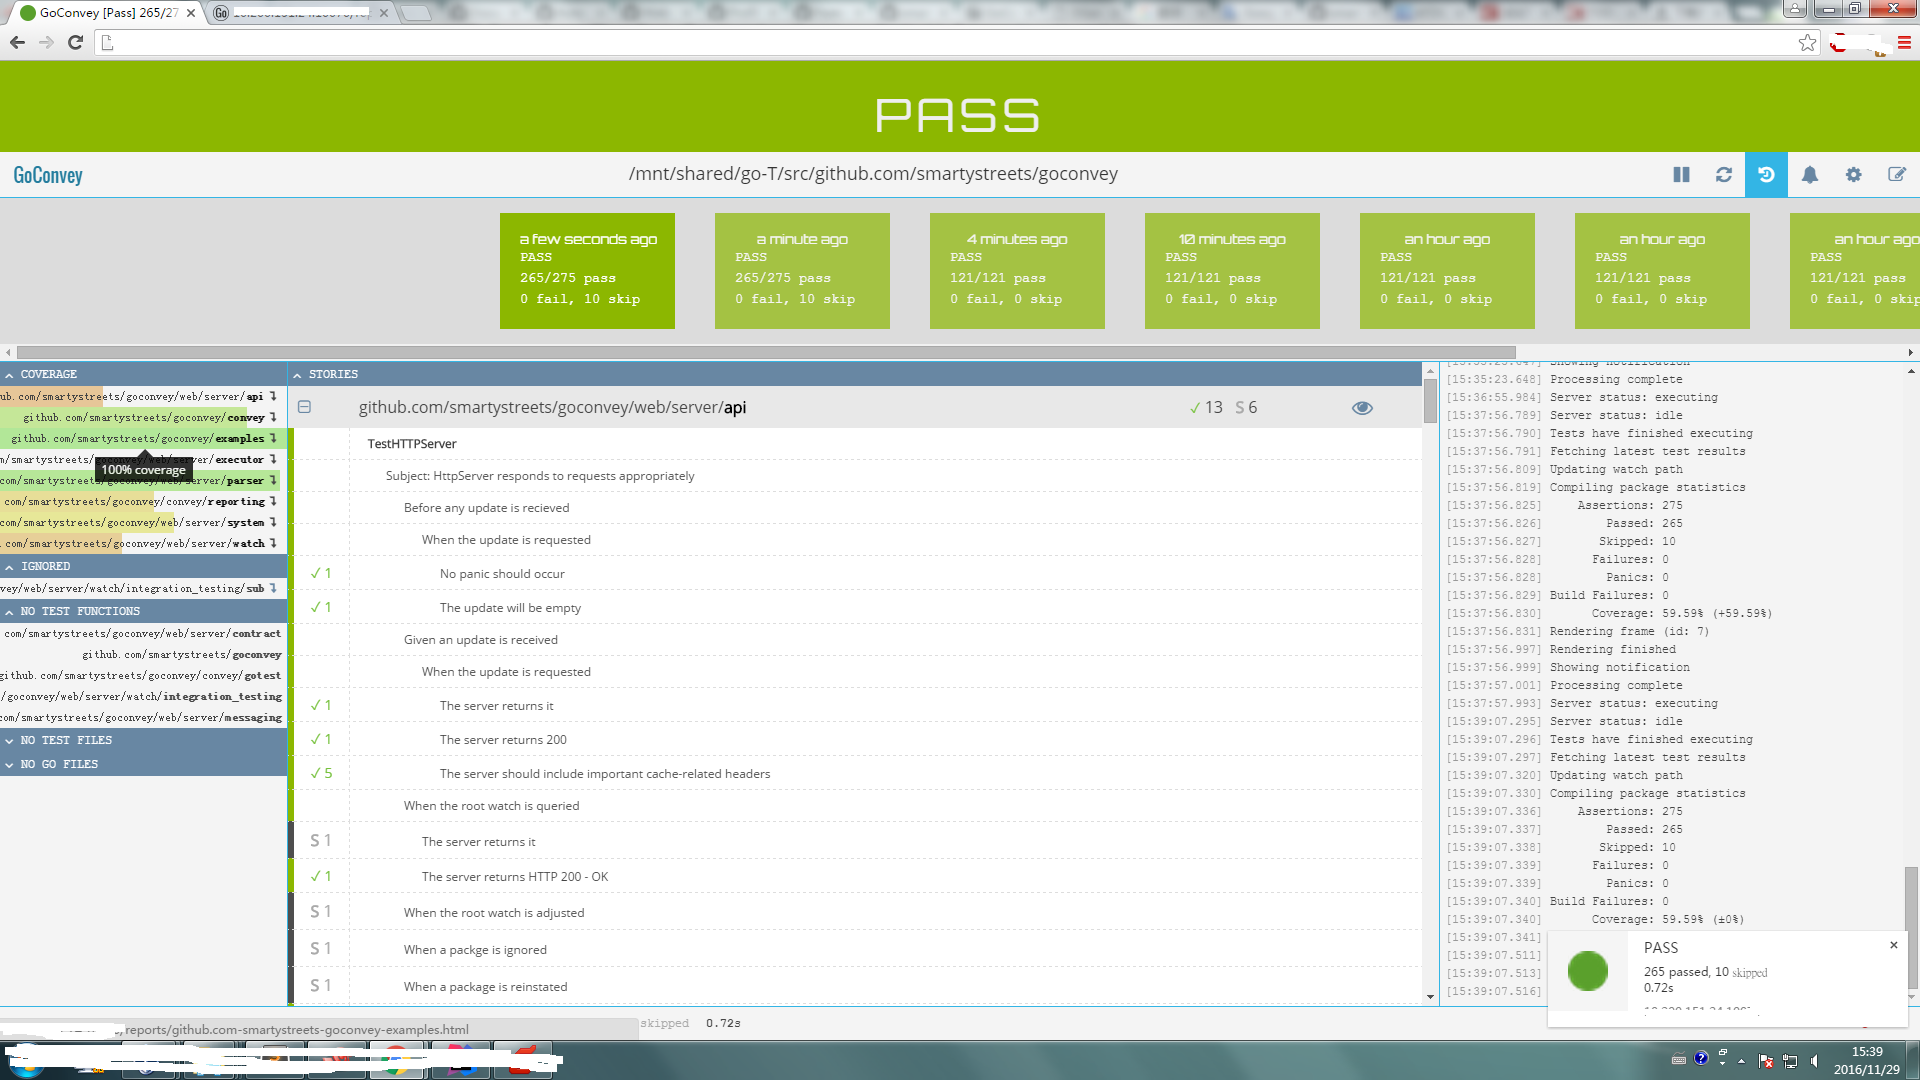 GoConvey [Pass] 265/27
PASS
GoConvey
/mnt/shared/go-T/src/github.com/smartystreets/goconvey
a few seconds ago
PASS
265/275 pass
0 fail, 10 skip
a minute ago
PASS
265/275 pass
0 fail, 10 skip
4 minutes ago
PASS
121/121 pass
0 fail, 0 skip
10 minutes ago
PASS
121/121 pass
0 fail, 0 skip
an hour ago
PASS
121/121 pass
0 fail, 0 skip
an hour ago
PASS
121/121 pass
0 fail, 0 skip
an hour ago
PASS
121/121 pass
0 fail, 0 skip
COVERAGE
ub.com/smartystreets/goconvey/web/server/api
github.com/smartystreets/goconvey/convey
github.com/smartystreets/goconvey/examples
m/smartystreets/goconvey/web/server/executor
100% coverage
com/smartystreets/goconvey/web/server/parser
com/smartystreets/goconvey/convey/reporting
com/smartystreets/goconvey/web/server/system
.com/smartystreets/goconvey/web/server/watch
IGNORED
vey/web/server/watch/integration_testing/sub
NO TEST FUNCTIONS
com/smartystreets/goconvey/web/server/contract
github.com/smartystreets/goconvey
github.com/smartystreets/goconvey/convey/gotest
/goconvey/web/server/watch/integration_testing
com/smartystreets/goconvey/web/server/messaging
NO TEST FILES
NO GO FILES
STORIES
github.com/smartystreets/goconvey/web/server/api ✓ 13 S 6
TestHTTPServer
Subject: HttpServer responds to requests appropriately
Before any update is recieved
When the update is requested
✓ 1 No panic should occur
✓ 1 The update will be empty
Given an update is received
When the update is requested
✓ 1 The server returns it
✓ 1 The server returns 200
✓ 5 The server should include important cache-related headers
When the root watch is queried
S 1 The server returns it
✓ 1 The server returns HTTP 200 - OK
S 1 When the root watch is adjusted
S 1 When a packge is ignored
S 1 When a package is reinstated
[15:35:23.647] Showing notification
[15:35:23.648] Processing complete
[15:36:55.984] Server status: executing
[15:37:56.789] Server status: idle
[15:37:56.790] Tests have finished executing
[15:37:56.791] Fetching latest test results
[15:37:56.809] Updating watch path
[15:37:56.819] Compiling package statistics
[15:37:56.825] Assertions: 275
[15:37:56.826] Passed: 265
[15:37:56.827] Skipped: 10
[15:37:56.828] Failures: 0
[15:37:56.828] Panics: 0
[15:37:56.829] Build Failures: 0
[15:37:56.830] Coverage: 59.59% (+59.59%)
[15:37:56.831] Rendering frame (id: 7)
[15:37:56.997] Rendering finished
[15:37:56.999] Showing notification
[15:37:57.001] Processing complete
[15:37:57.993] Server status: executing
[15:39:07.295] Server status: idle
[15:39:07.296] Tests have finished executing
[15:39:07.297] Fetching latest test results
[15:39:07.320] Updating watch path
[15:39:07.330] Compiling package statistics
[15:39:07.336] Assertions: 275
[15:39:07.337] Passed: 265
[15:39:07.338] Skipped: 10
[15:39:07.339] Failures: 0
[15:39:07.339] Panics: 0
[15:39:07.340] Build Failures: 0
[15:39:07.340] Coverage: 59.59% (±0%)
[15:39:07.341]
[15:39:07.511]
[15:39:07.513]
[15:39:07.516]
PASS
265 passed, 10 skipped
0.72s
/reports/github.com-smartystreets-goconvey-examples.html
skipped 0.72s
15:39
2016/11/29